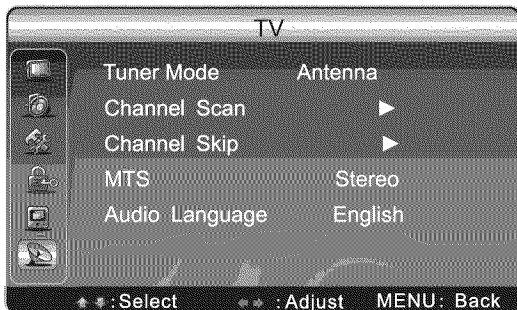 TV
Tuner Mode Antenna
Channel Scan ▶
Channel Skip ▶
MTS Stereo
Audio Language English
:Select :Adjust MENU: Back